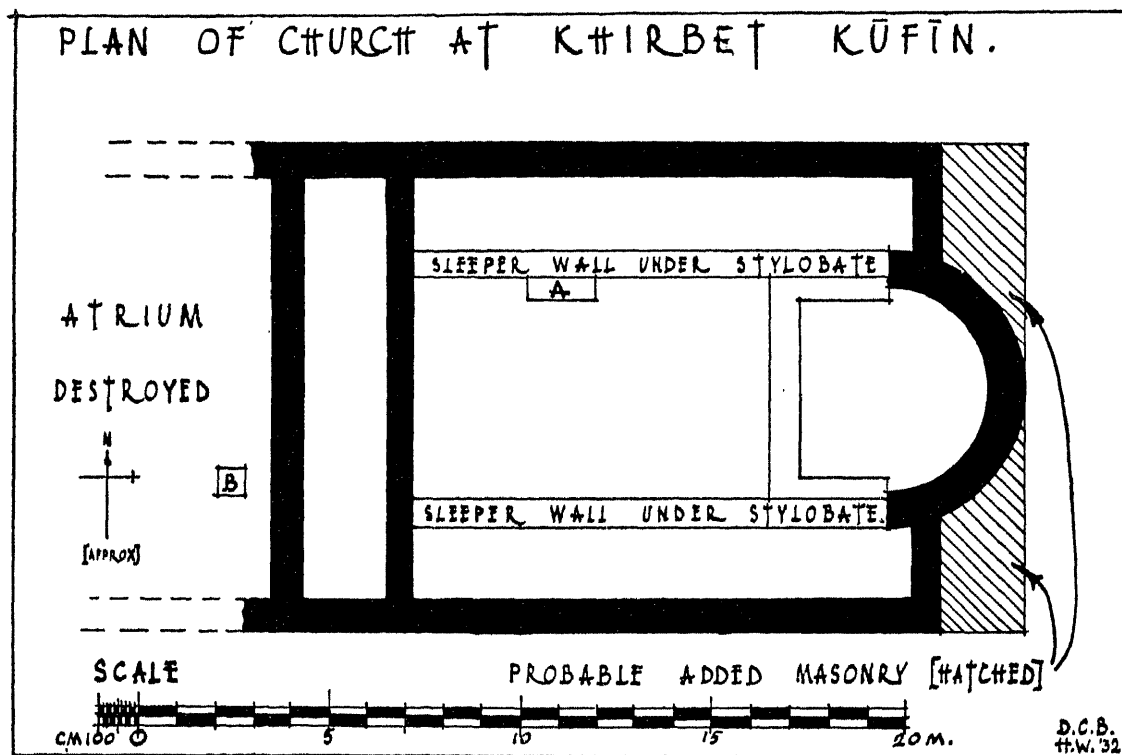 PLAN OF CHURCH AT KHIRBET KŪFĪN.
SLEEPER WALL UNDER STYLOBATE
A
ATRIUM
DESTROYED
N
B
[APPROX]
SLEEPER WALL UNDER STYLOBATE.
SCALE
PROBABLE ADDED MASONRY [HATCHED]
CM100 0 5 10 15 20 M.
D.C.B.
H.W. '32